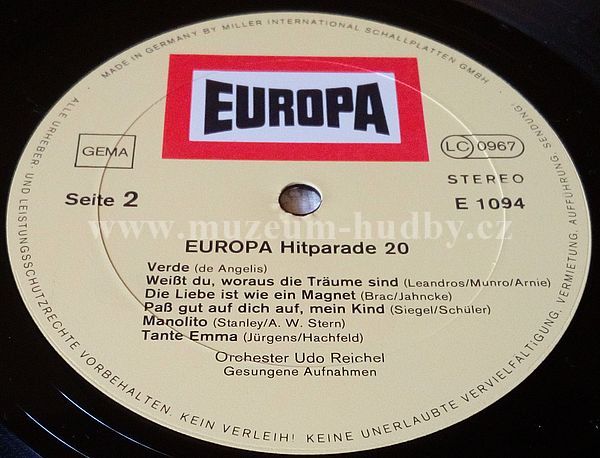 MADE IN GERMANY BY MILLER INTERNATIONAL SCHALLPLATTEN GMBH
EUROPA
GEMA
LC 0967
STEREO
Seite 2
E 1094
www.muzeum-hudby.cz
EUROPA Hitparade 20
Verde (de Angelis)
Weißt du, woraus die Träume sind (Leandros/Munro/Arnie)
Die Liebe ist wie ein Magnet (Brac/Jahncke)
Paß gut auf dich auf, mein Kind (Siegel/Schüler)
Manolito (Stanley/A. W. Stern)
Tante Emma (Jürgens/Hachfeld)
Orchester Udo Reichel
Gesungene Aufnahmen
ALLE URHEBER- UND LEISTUNGSSCHUTZRECHTE VORBEHALTEN. KEIN VERLEIH! KEINE UNERLAUBTE VERVIELFÄLTIGUNG, VERMIETUNG, AUFFÜHRUNG, SENDUNG!